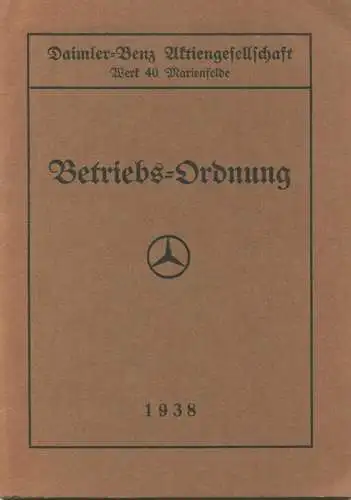 Daimler=Benz Aktiengesellschaft
Werk 40 Marienfelde
Betriebs=Ordnung
1938